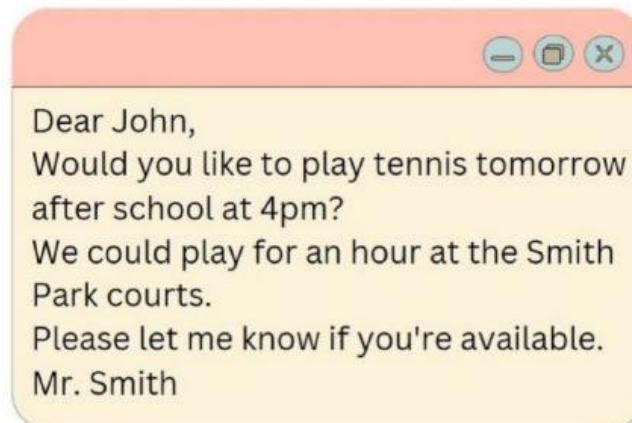 Dear John,
Would you like to play tennis tomorrow
after school at 4pm?
We could play for an hour at the Smith
Park courts.
Please let me know if you're available.
Mr. Smith